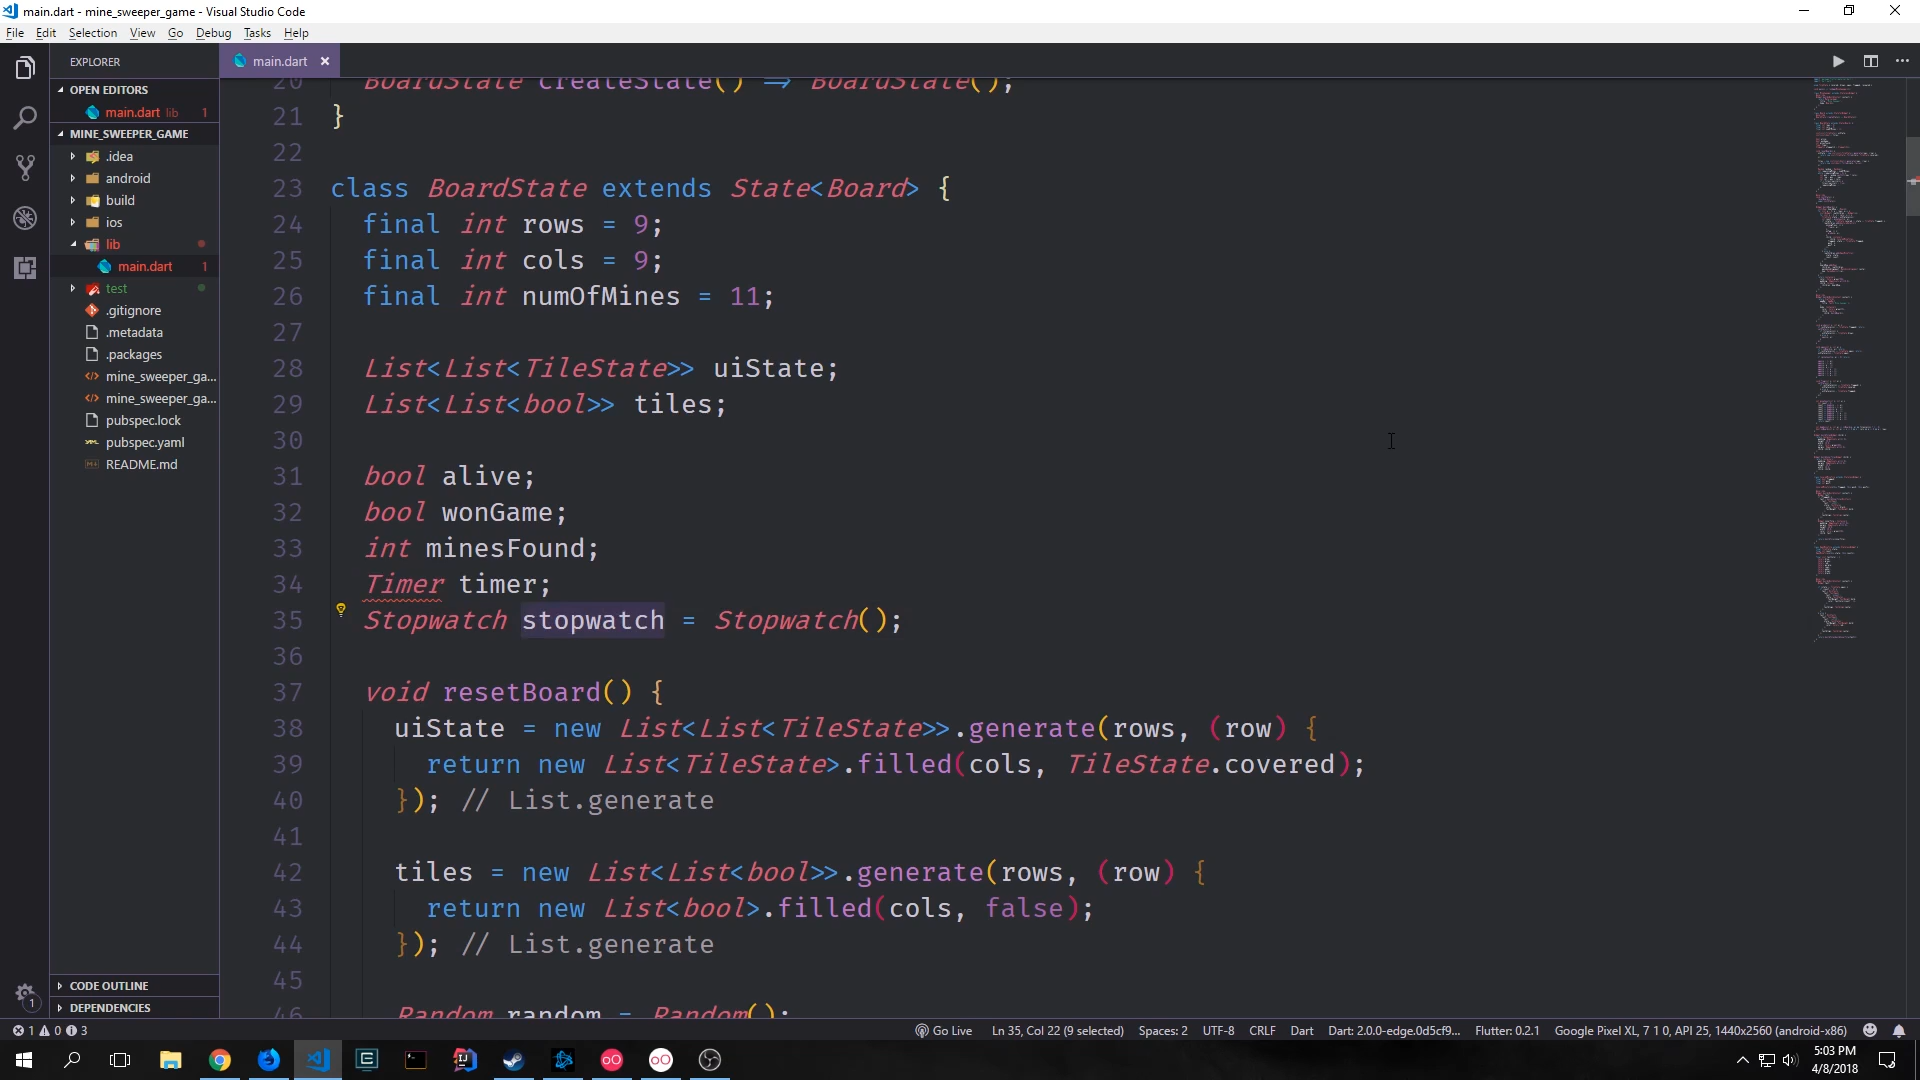 main.dart - mine_sweeper_game - Visual Studio Code
File Edit Selection View Go Debug Tasks Help
EXPLORER
main.dart
OPEN EDITORS
main.dart lib 1
MINE_SWEEPER_GAME
.idea
android
build
ios
lib
main.dart 1
test
.gitignore
.metadata
.packages
mine_sweeper_ga...
mine_sweeper_ga...
pubspec.lock
pubspec.yaml
README.md
CODE OUTLINE
DEPENDENCIES
20 BoardState createState() => BoardState();
21 }
22
23 class BoardState extends State<Board> {
24 final int rows = 9;
25 final int cols = 9;
26 final int numOfMines = 11;
27
28 List<List<TileState>> uiState;
29 List<List<bool>> tiles;
30
31 bool alive;
32 bool wonGame;
33 int minesFound;
34 Timer timer;
35 Stopwatch stopwatch = Stopwatch();
36
37 void resetBoard() {
38 uiState = new List<List<TileState>>.generate(rows, (row) {
39 return new List<TileState>.filled(cols, TileState.covered);
40 }); // List.generate
41
42 tiles = new List<List<bool>>.generate(rows, (row) {
43 return new List<bool>.filled(cols, false);
44 }); // List.generate
45
46 Random random = Random();
1 0 3
Go Live Ln 35, Col 22 (9 selected) Spaces: 2 UTF-8 CRLF Dart Dart: 2.0.0-edge.0d5cf9... Flutter: 0.2.1 Google Pixel XL, 7 1 0, API 25, 1440x2560 (android-x86)
1
5:03 PM
4/8/2018